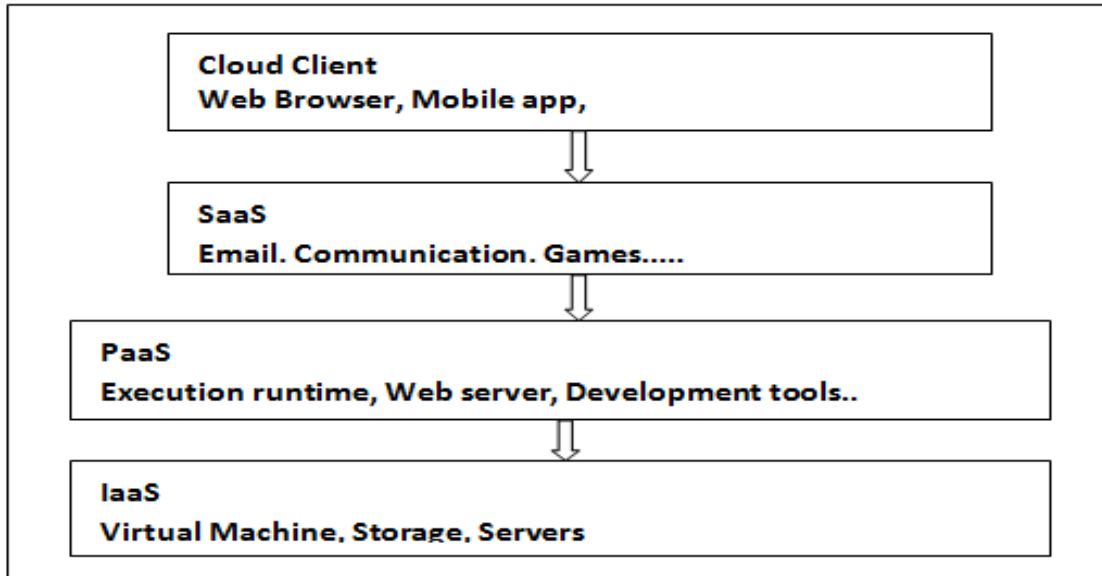 Cloud Client
Web Browser, Mobile app,
SaaS
Email. Communication. Games.....
PaaS
Execution runtime, Web server, Development tools..
IaaS
Virtual Machine, Storage, Servers